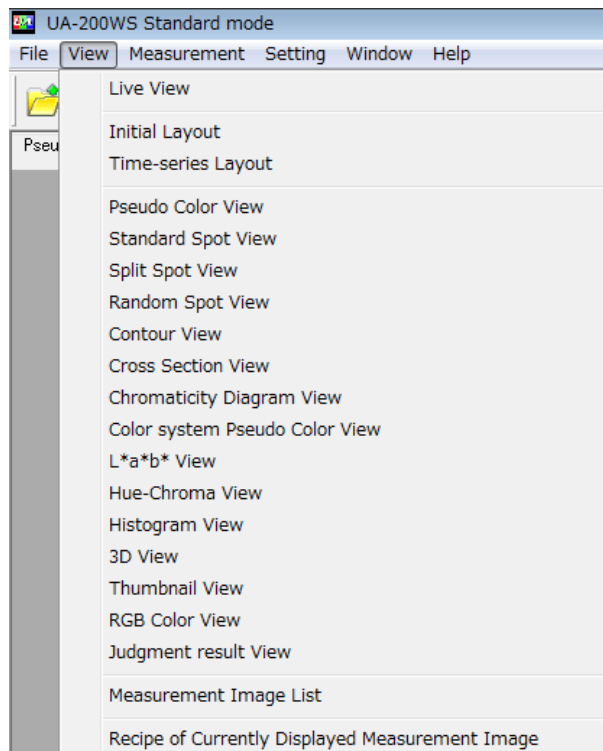 UA-200WS Standard mode
File View Measurement Setting Window Help
Pseu
Live View
Initial Layout
Time-series Layout
Pseudo Color View
Standard Spot View
Split Spot View
Random Spot View
Contour View
Cross Section View
Chromaticity Diagram View
Color system Pseudo Color View
L*a*b* View
Hue-Chroma View
Histogram View
3D View
Thumbnail View
RGB Color View
Judgment result View
Measurement Image List
Recipe of Currently Displayed Measurement Image